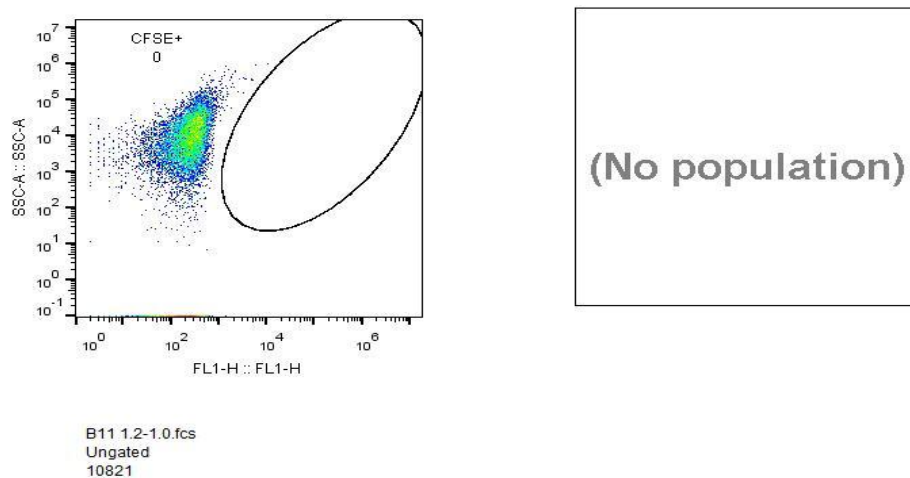 CFSE+
0
10^7
10^6
10^5
10^4
10^3
10^2
10^1
10^0
10^-1
SSC-A :: SSC-A
10^0 10^2 10^4 10^6
FL1-H :: FL1-H
(No population)
B11 1.2-1.0.fcs
Ungated
10821